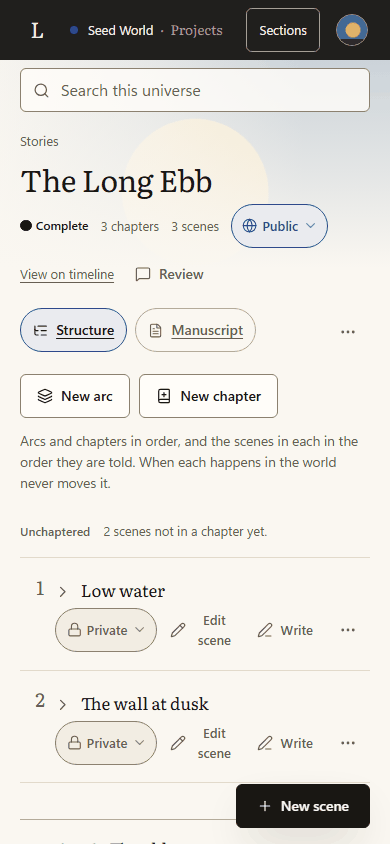 L
Seed World · Projects
Sections
Search this universe
Stories
The Long Ebb
Complete 3 chapters 3 scenes Public
View on timeline Review
Structure Manuscript
New arc New chapter
Arcs and chapters in order, and the scenes in each in the
order they are told. When each happens in the world
never moves it.
Unchaptered 2 scenes not in a chapter yet.
1 Low water
Private Edit scene Write
2 The wall at dusk
Private Edit scene Write
+ New scene